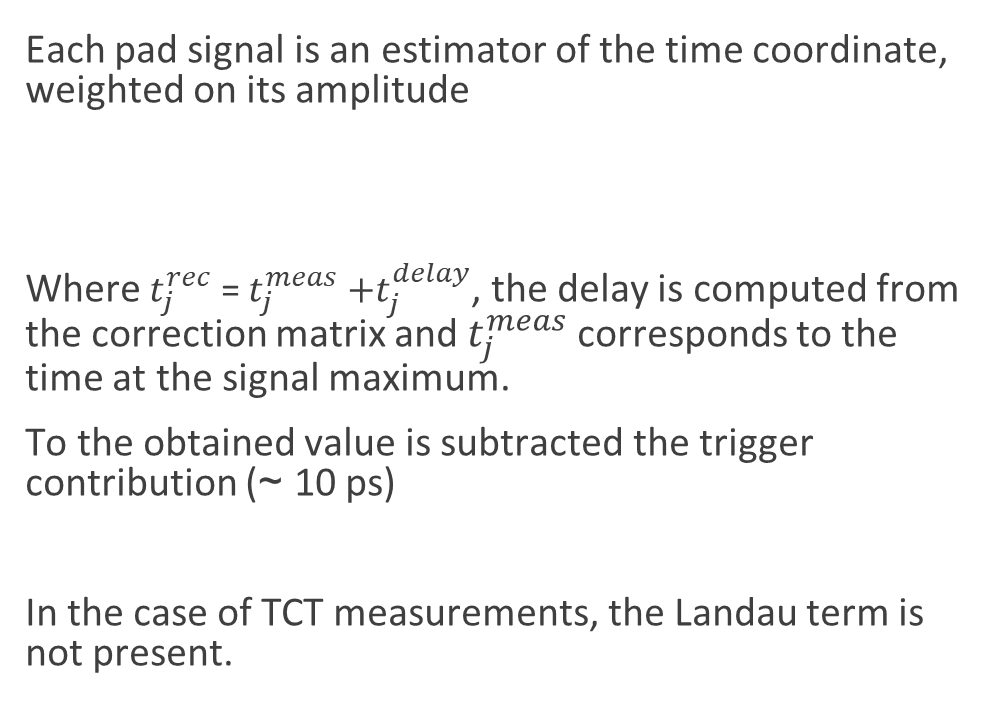 Each pad signal is an estimator of the time coordinate,
weighted on its amplitude
Where $t_j^{rec}$ = $t_j^{meas}$ +$t_j^{delay}$, the delay is computed from
the correction matrix and $t_j^{meas}$ corresponds to the
time at the signal maximum.
To the obtained value is subtracted the trigger
contribution (~ 10 ps)
In the case of TCT measurements, the Landau term is
not present.